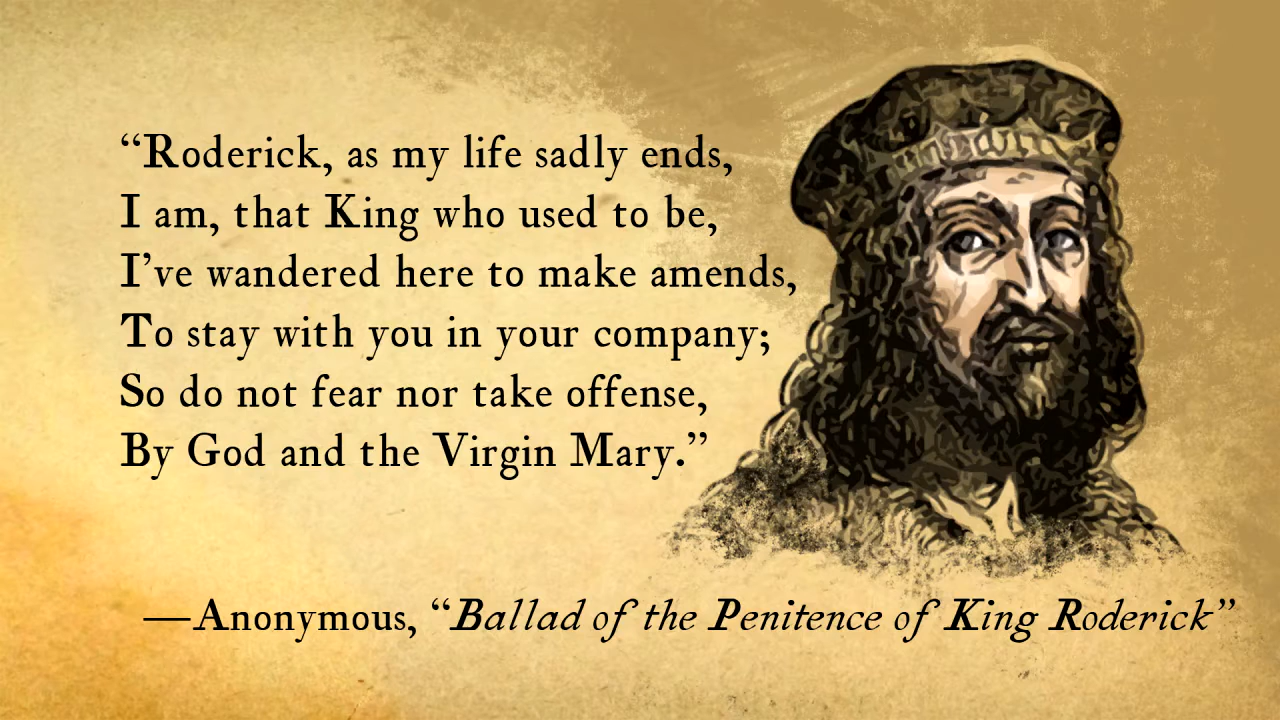 “Roderick, as my life sadly ends,
I am, that King who used to be,
I’ve wandered here to make amends,
To stay with you in your company;
So do not fear nor take offense,
By God and the Virgin Mary.”
—Anonymous, “Ballad of the Penitence of King Roderick”